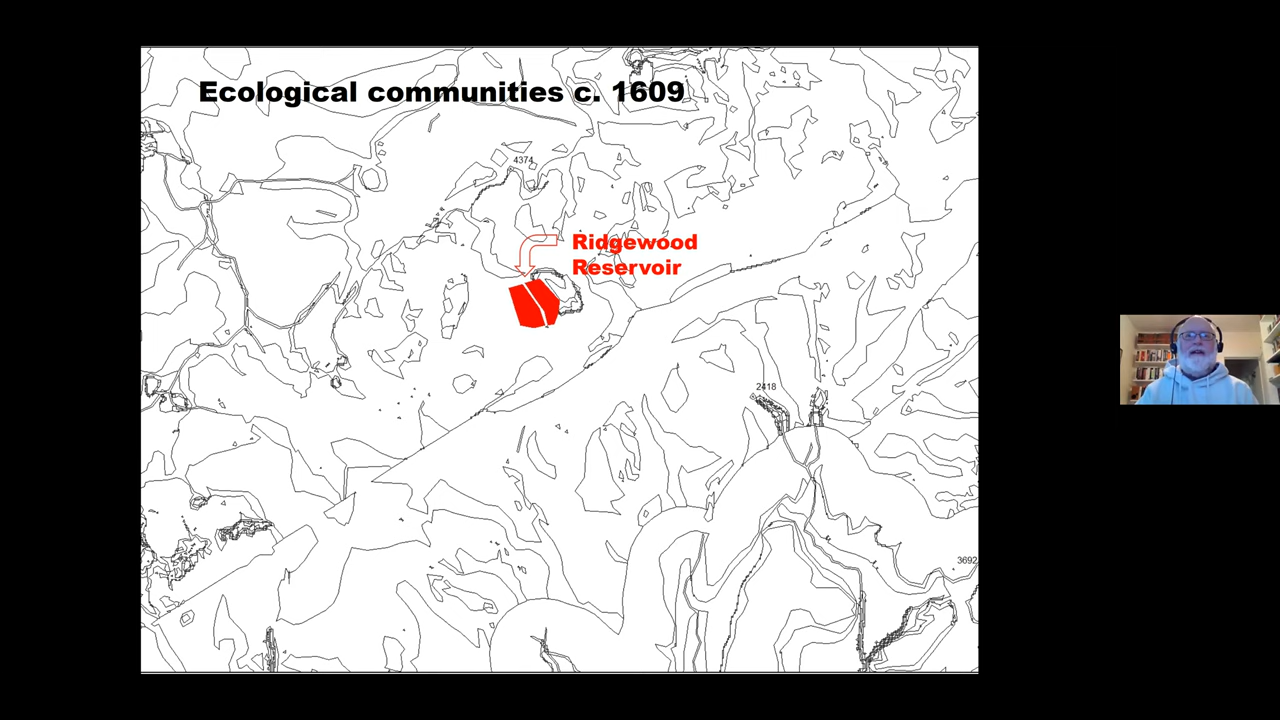 Ecological communities c. 1609
4374
Ridgewood
Reservoir
2418
3692